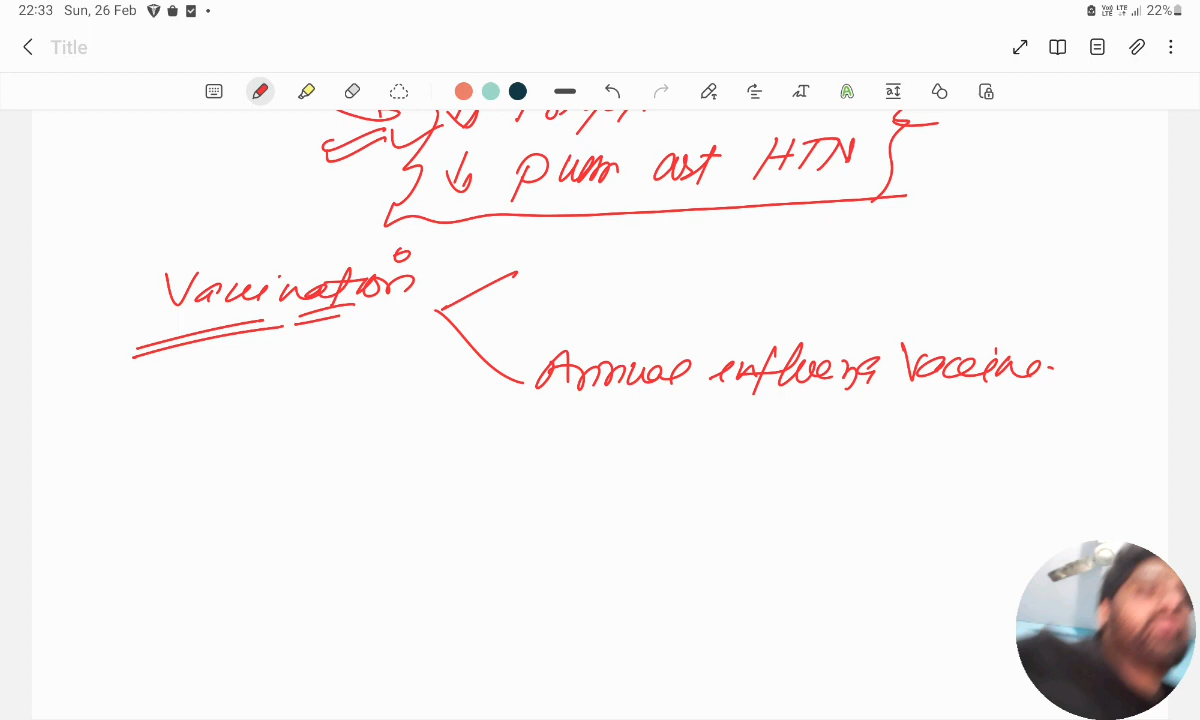 22:33 Sun, 26 Feb 22%
Title
↓ pulm art HTN
Vaccination
Annual influenza Vaccine.